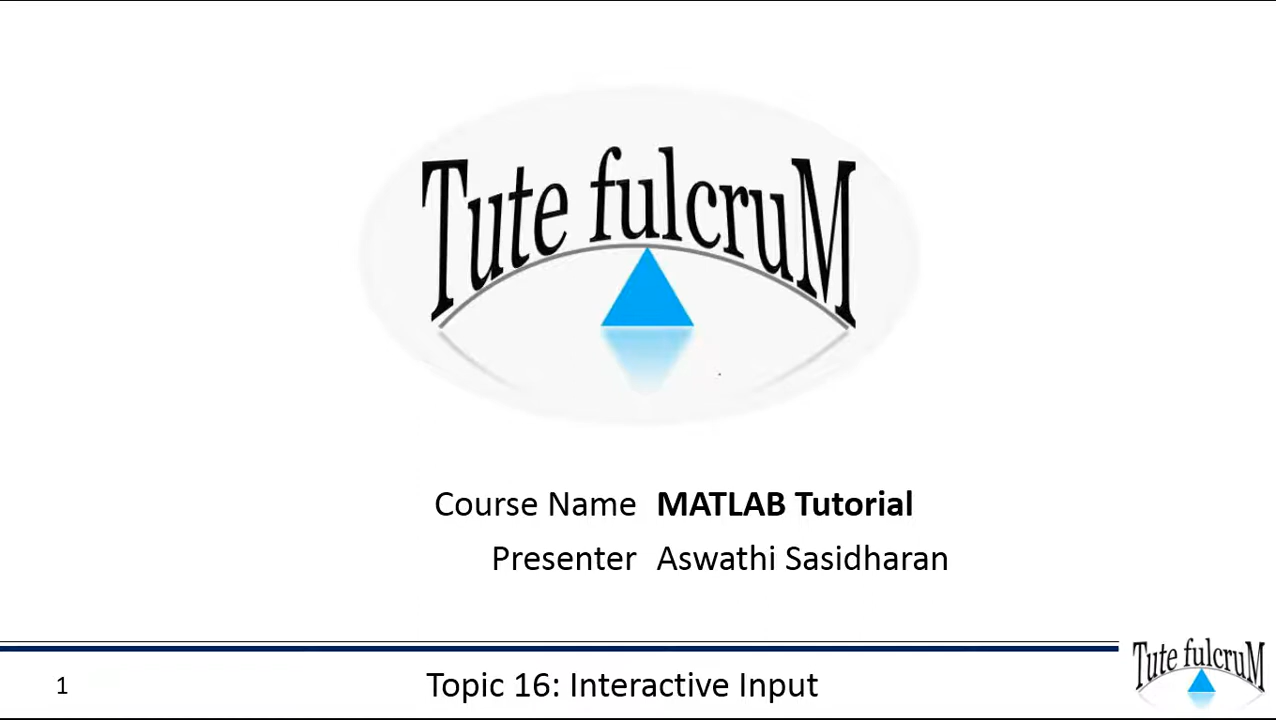 Tute fulcruM
Course Name MATLAB Tutorial
Presenter Aswathi Sasidharan
1
Topic 16: Interactive Input
Tute fulcruM